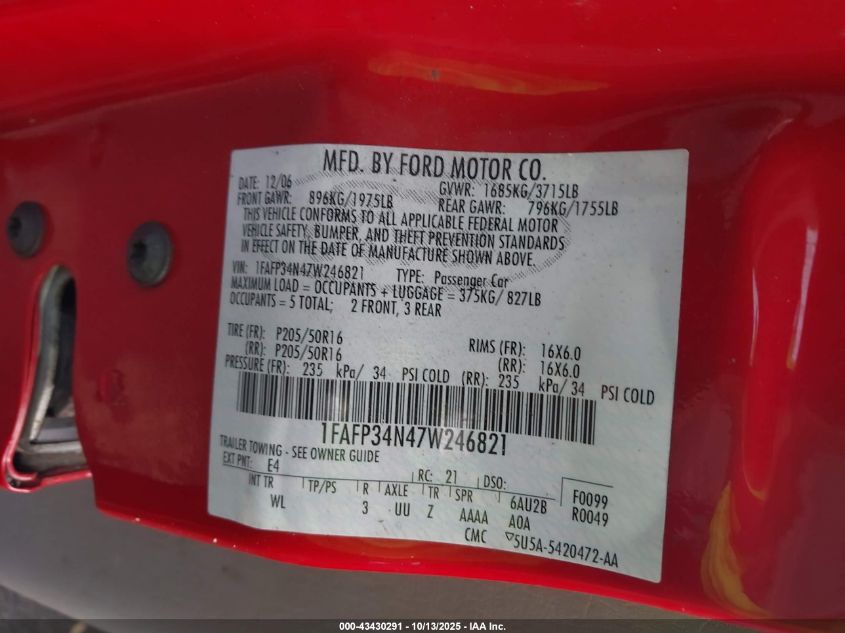 MFD. BY FORD MOTOR CO.
DATE: 12/06 GVWR: 1685KG/3715LB
FRONT GAWR: 896KG/1975LB REAR GAWR: 796KG/1755LB
THIS VEHICLE CONFORMS TO ALL APPLICABLE FEDERAL MOTOR
VEHICLE SAFETY, BUMPER, AND THEFT PREVENTION STANDARDS
IN EFFECT ON THE DATE OF MANUFACTURE SHOWN ABOVE.
VIN: 1FAFP34N47W246821 TYPE: Passenger Car
MAXIMUM LOAD = OCCUPANTS + LUGGAGE = 375KG/ 827LB
OCCUPANTS = 5 TOTAL; 2 FRONT, 3 REAR
TIRE (FR): P205/50R16 RIMS (FR): 16X6.0
(RR): P205/50R16 (RR): 16X6.0
PRESSURE (FR): 235 kPa/ 34 PSI COLD (RR): 235 kPa/ 34 PSI COLD
1FAFP34N47W246821
TRAILER TOWING - SEE OWNER GUIDE
EXT PNT: E4 RC: 21 DSO: F0099
INT TR TP/PS R AXLE TR SPR 6AU2B R0049
WL 3 UU Z AAAA AOA
CMC 5U5A-5420472-AA
000-43430291 - 10/13/2025 - IAA Inc.